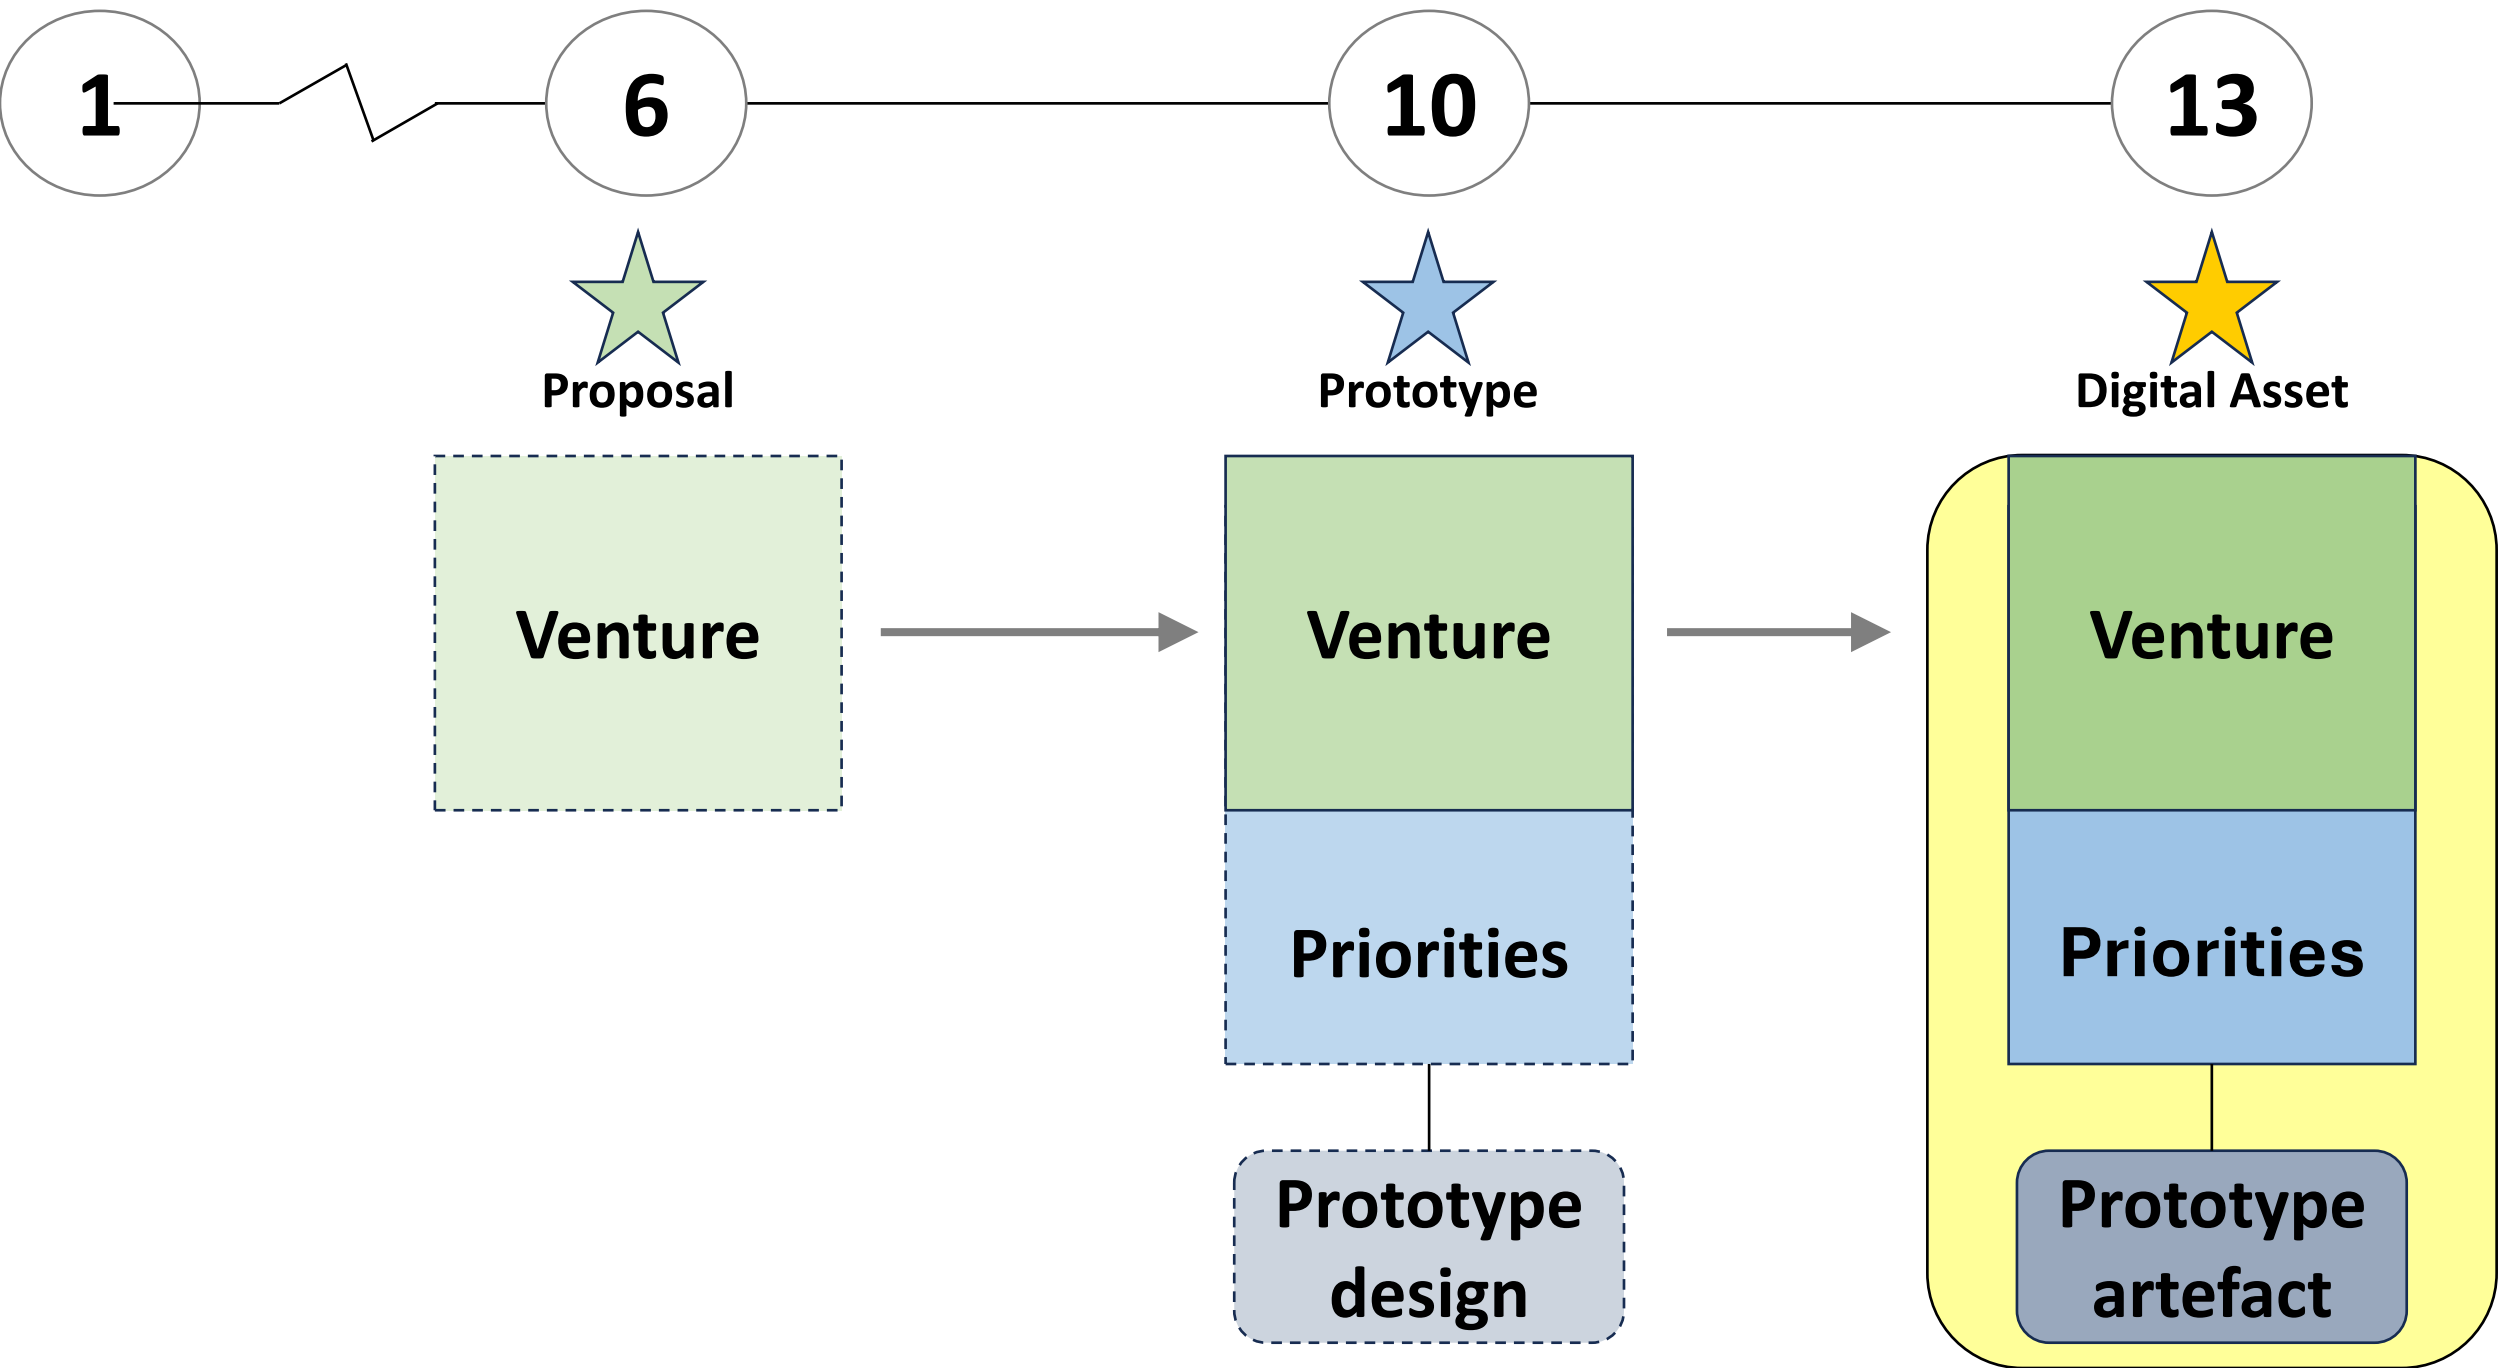 1
6
10
13
Proposal
Prototype
Digital Asset
Venture
Venture
Venture
Priorities
Priorities
Prototype
design
Prototype
artefact